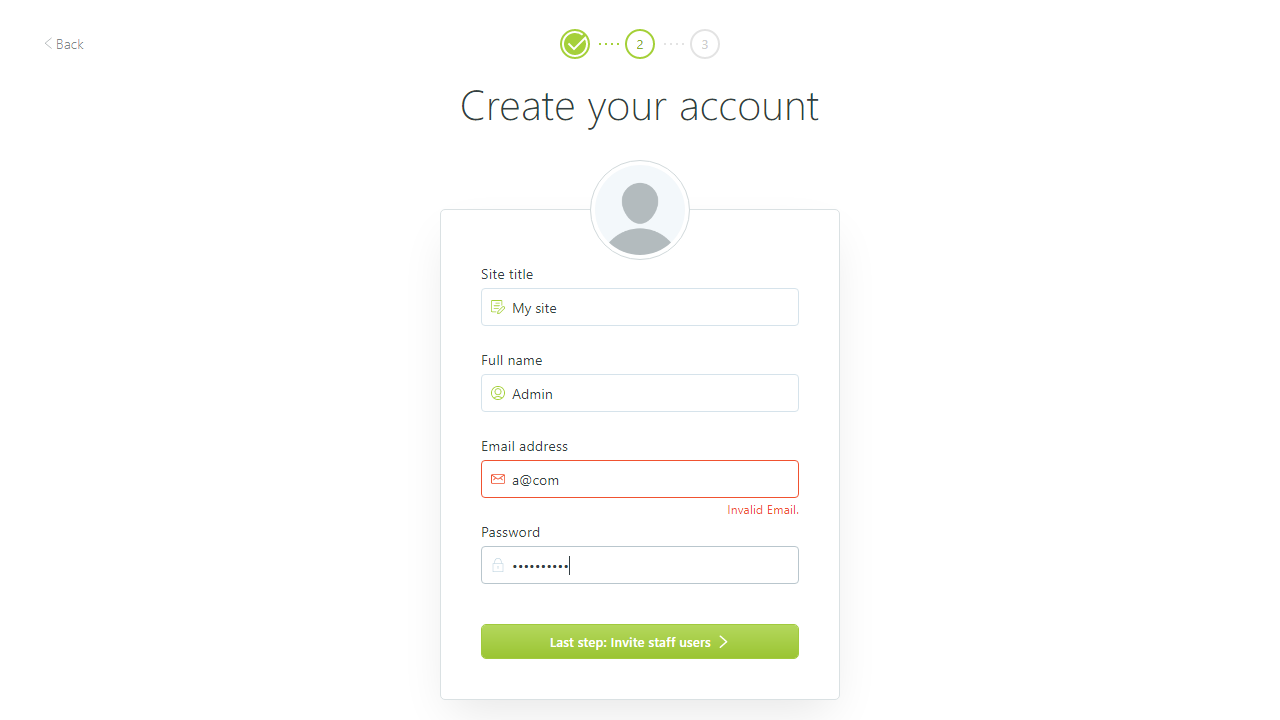 Back
2
3
Create your account
Site title
My site
Full name
Admin
Email address
a@com
Invalid Email.
Password
••••••••••
Last step: Invite staff users